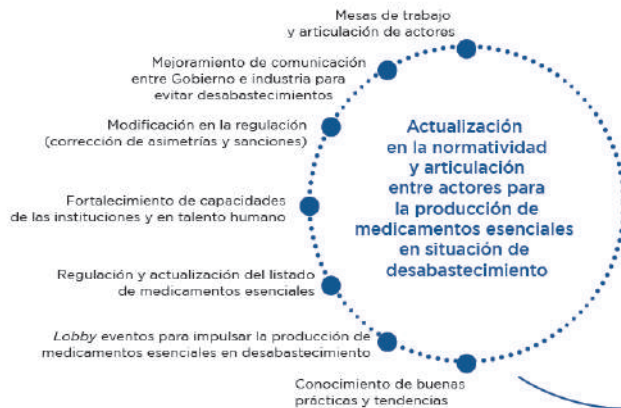 Mesas de trabajo
y articulación de actores
Mejoramiento de comunicación
entre Gobierno e industria para
evitar desabastecimientos
Modificación en la regulación
(corrección de asimetrías y sanciones)
Fortalecimiento de capacidades
de las instituciones y en talento humano
Regulación y actualización del listado
de medicamentos esenciales
Lobby eventos para impulsar la producción de
medicamentos esenciales en desabastecimiento
Conocimiento de buenas
prácticas y tendencias
Actualización
en la normatividad
y articulación
entre actores para
la producción de
medicamentos esenciales
en situación de
desabastecimiento